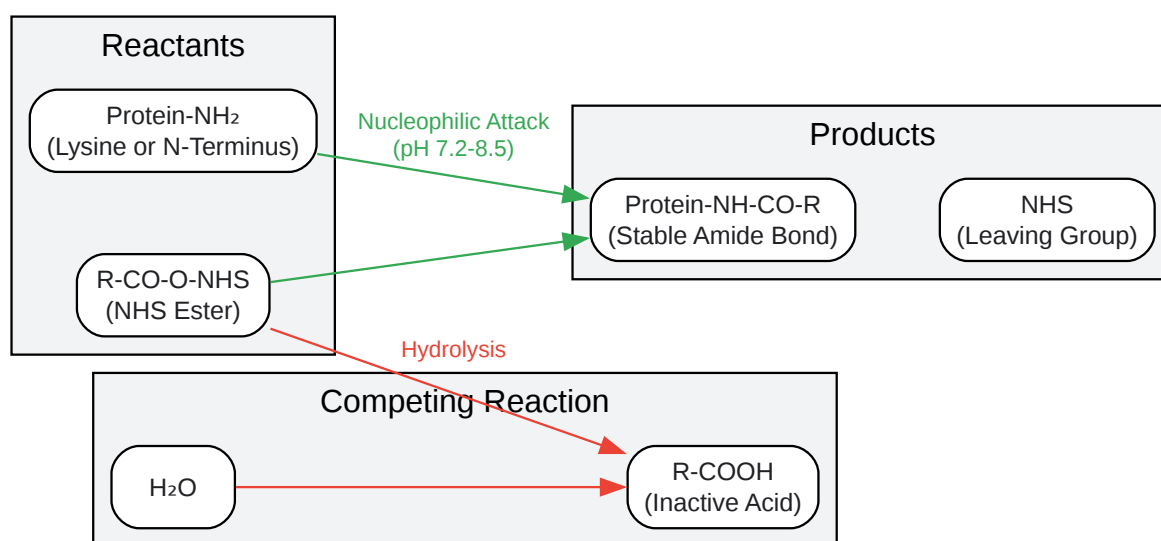 Reactants
Protein-NH₂
(Lysine or N-Terminus)
R-CO-O-NHS
(NHS Ester)
Nucleophilic Attack
(pH 7.2-8.5)
Products
Protein-NH-CO-R
(Stable Amide Bond)
NHS
(Leaving Group)
Hydrolysis
Competing Reaction
H₂O
R-COOH
(Inactive Acid)